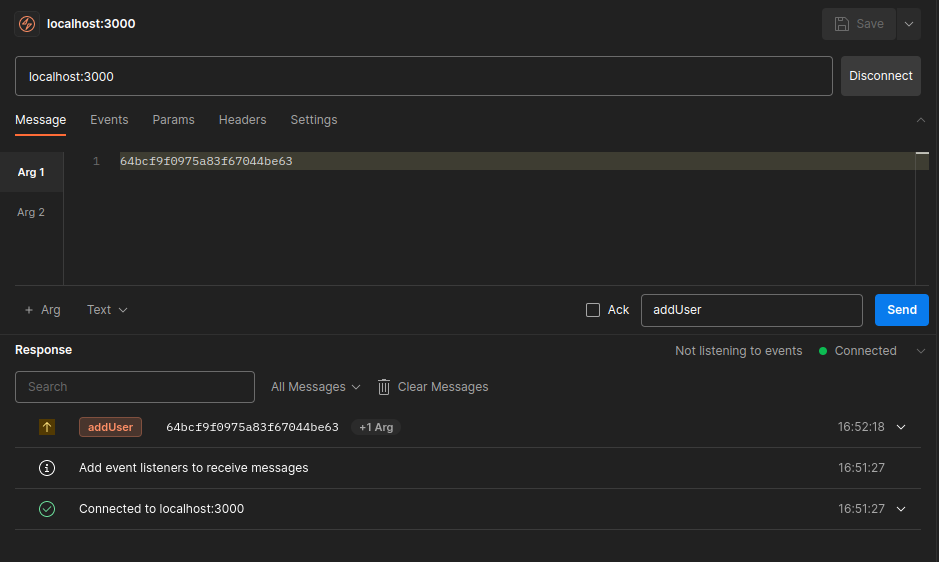 localhost:3000
Save
localhost:3000
Disconnect
Message Events Params Headers Settings
Arg 1
1 64bcf9f0975a83f67044be63
Arg 2
+ Arg Text
Ack addUser Send
Response
Not listening to events Connected
Search All Messages Clear Messages
addUser 64bcf9f0975a83f67044be63 +1 Arg 16:52:18
Add event listeners to receive messages 16:51:27
Connected to localhost:3000 16:51:27